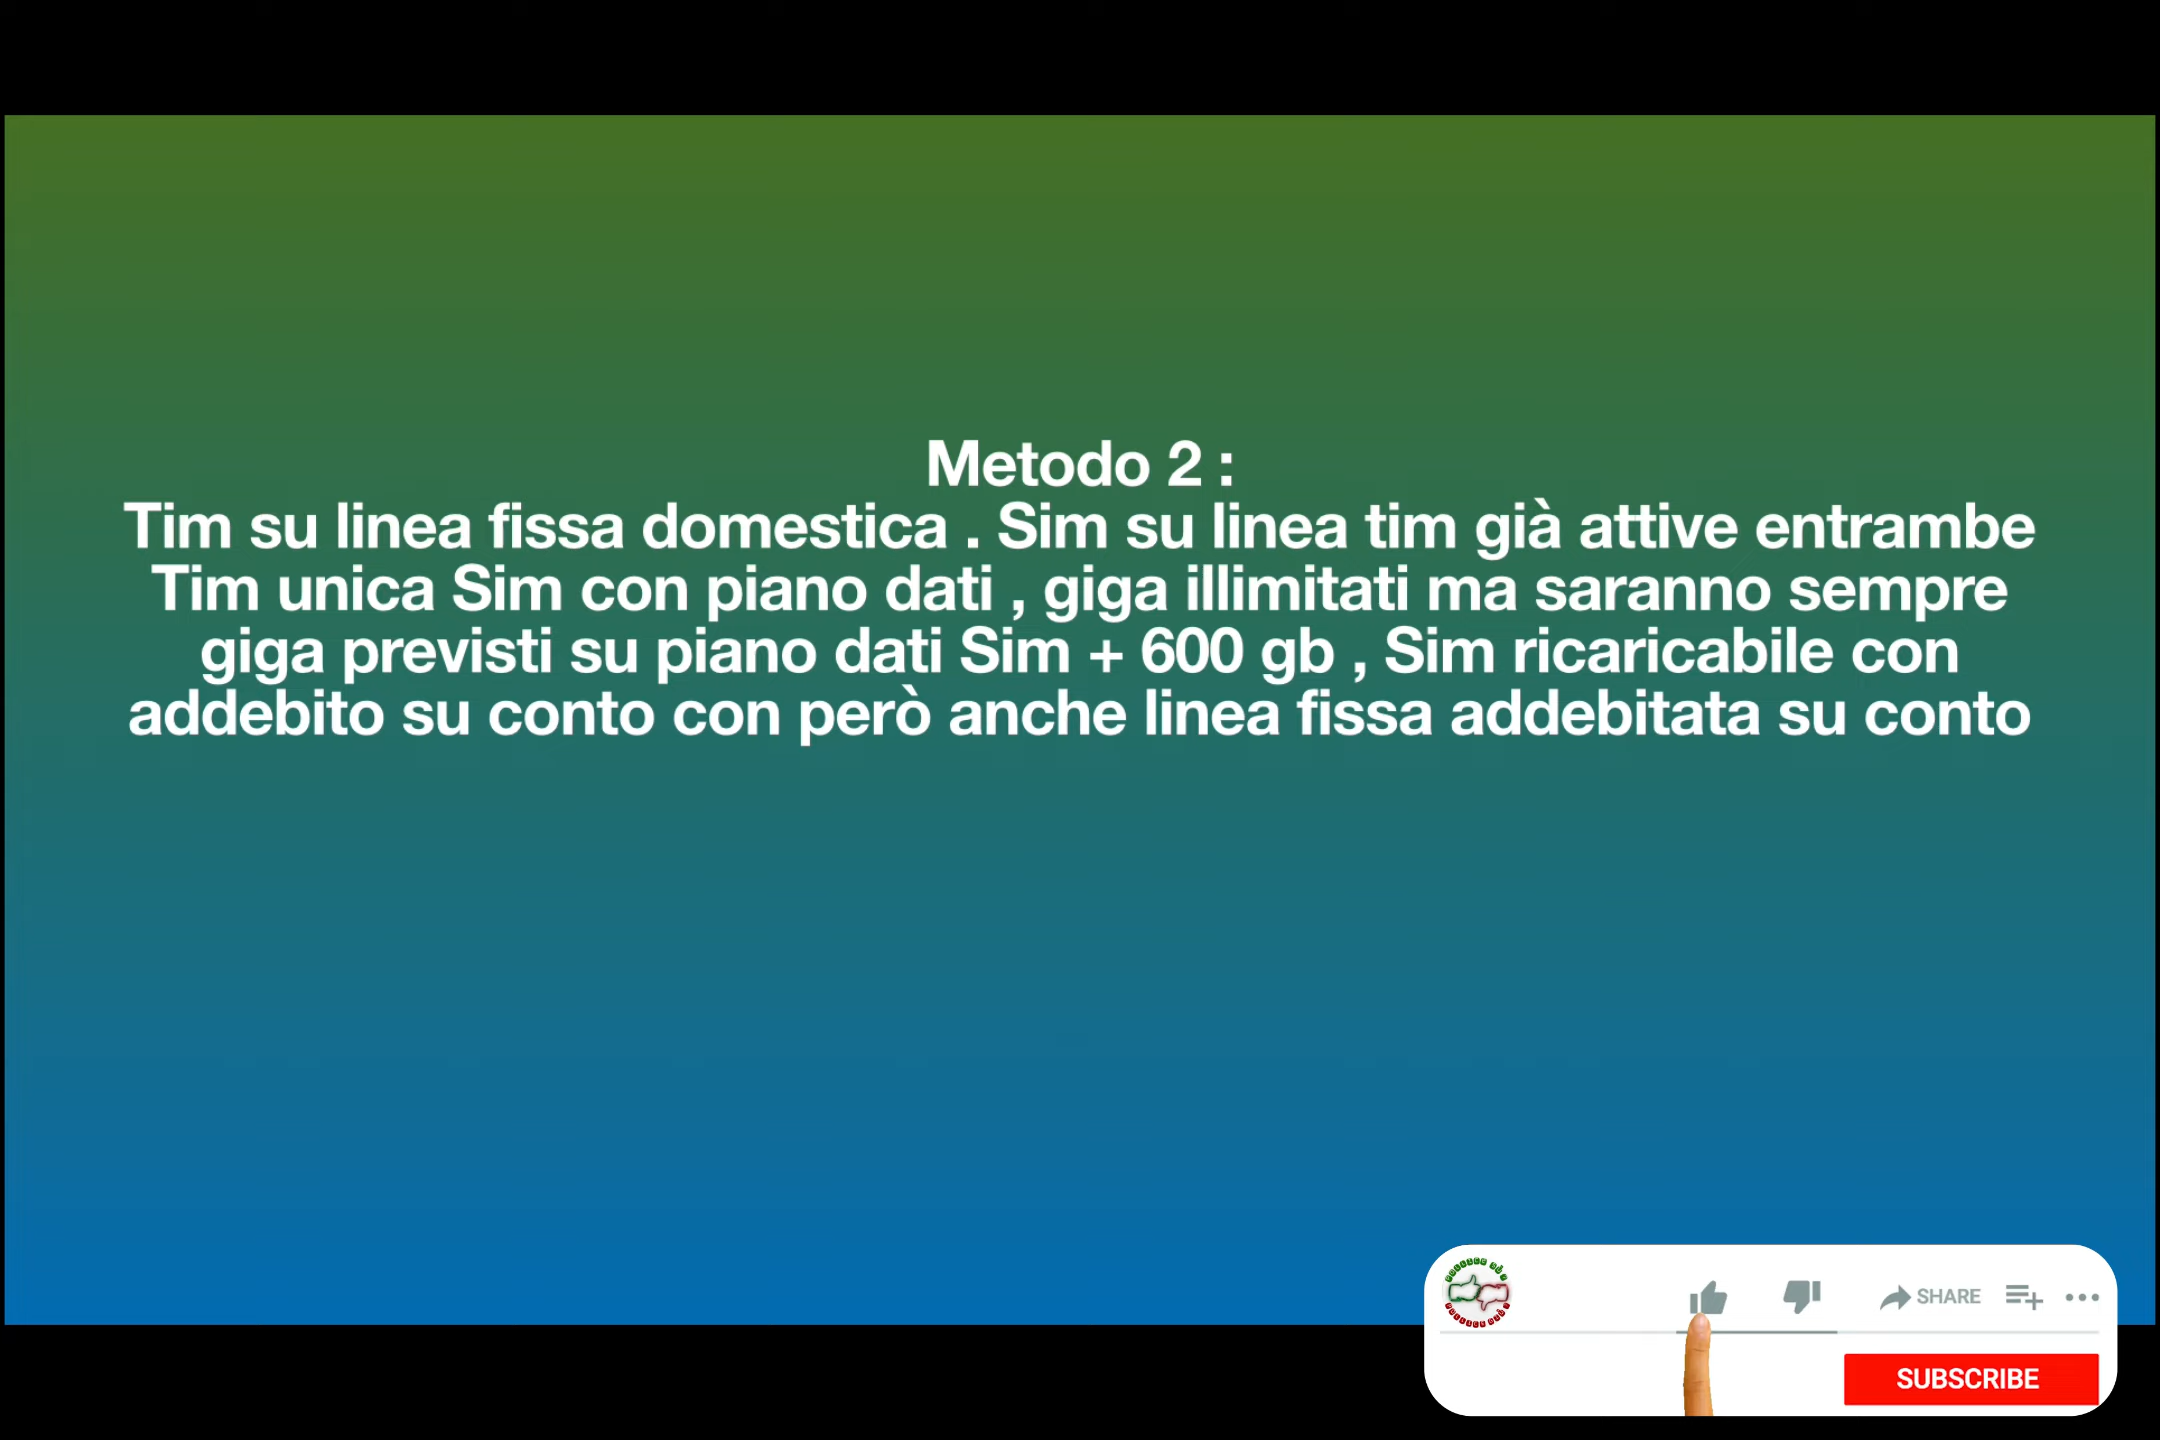 Metodo 2 :
Tim su linea fissa domestica . Sim su linea tim già attive entrambe
Tim unica Sim con piano dati , giga illimitati ma saranno sempre
giga previsti su piano dati Sim + 600 gb , Sim ricaricabile con
addebito su conto con però anche linea fissa addebitata su conto
SHARE
SUBSCRIBE